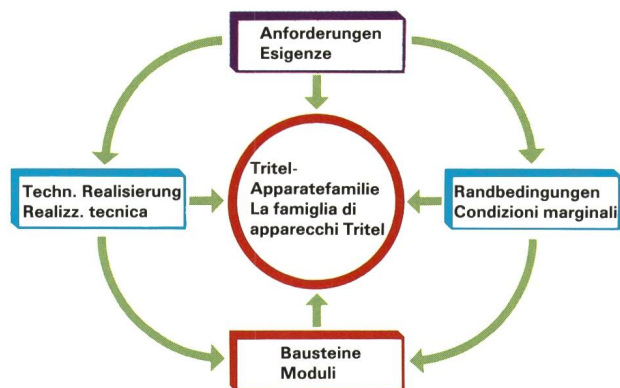 Anforderungen
Esigenze
Techn. Realisierung
Realizz. tecnica
Tritel-
Apparatefamilie
La famiglia di
apparecchi Tritel
Randbedingungen
Condizioni marginali
Bausteine
Moduli